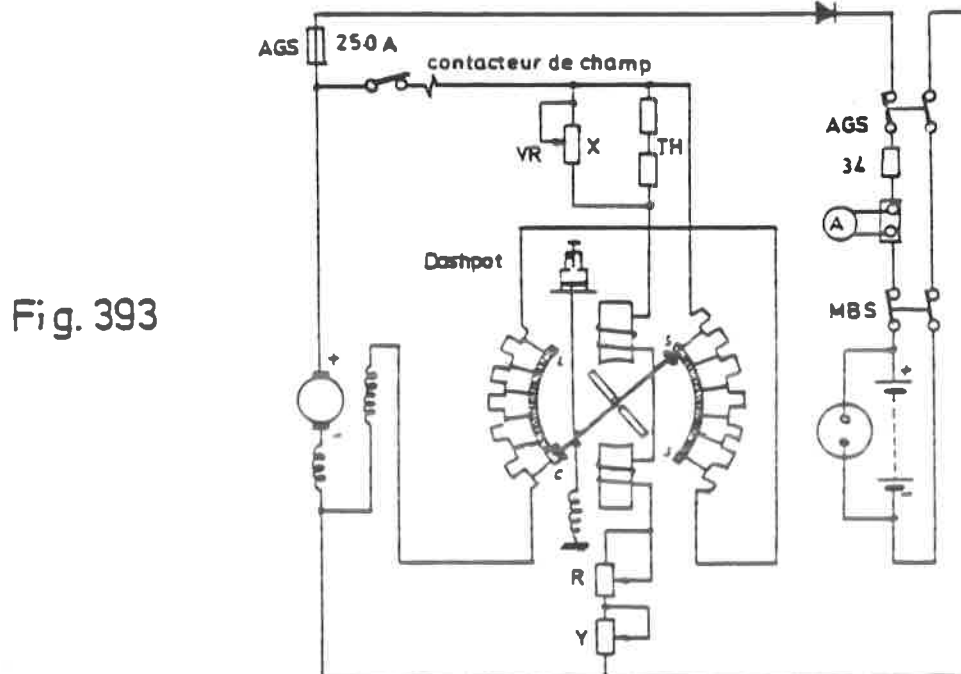 AGS 250 A
contacteur de champ
VR X TH
AGS
34
A
Dashpot
MBS
Fig. 393
+
-
L
S
C
J
+
-
R
Y